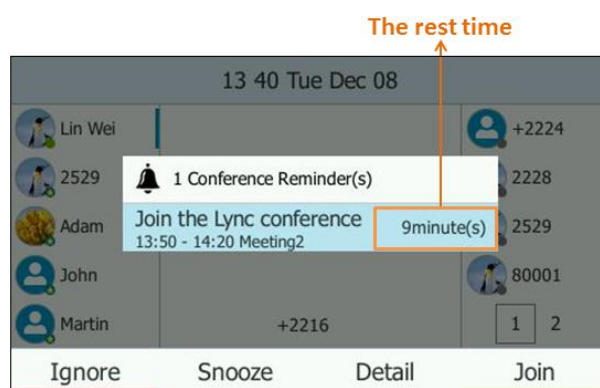 The rest time
13 40 Tue Dec 08
Lin Wei
+2224
2529
1 Conference Reminder(s)
2228
Adam
Join the Lync conference
13:50 - 14:20 Meeting2
9minute(s)
2529
John
80001
Martin
+2216
1 2
Ignore Snooze Detail Join